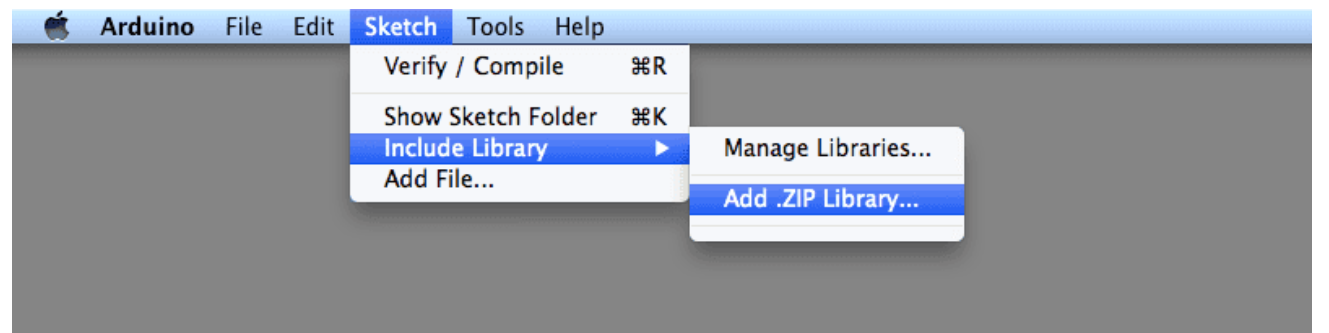 Arduino File Edit Sketch Tools Help
Verify / Compile ⌘R
Show Sketch Folder ⌘K
Include Library ▶ Manage Libraries...
Add File...
Add .ZIP Library...